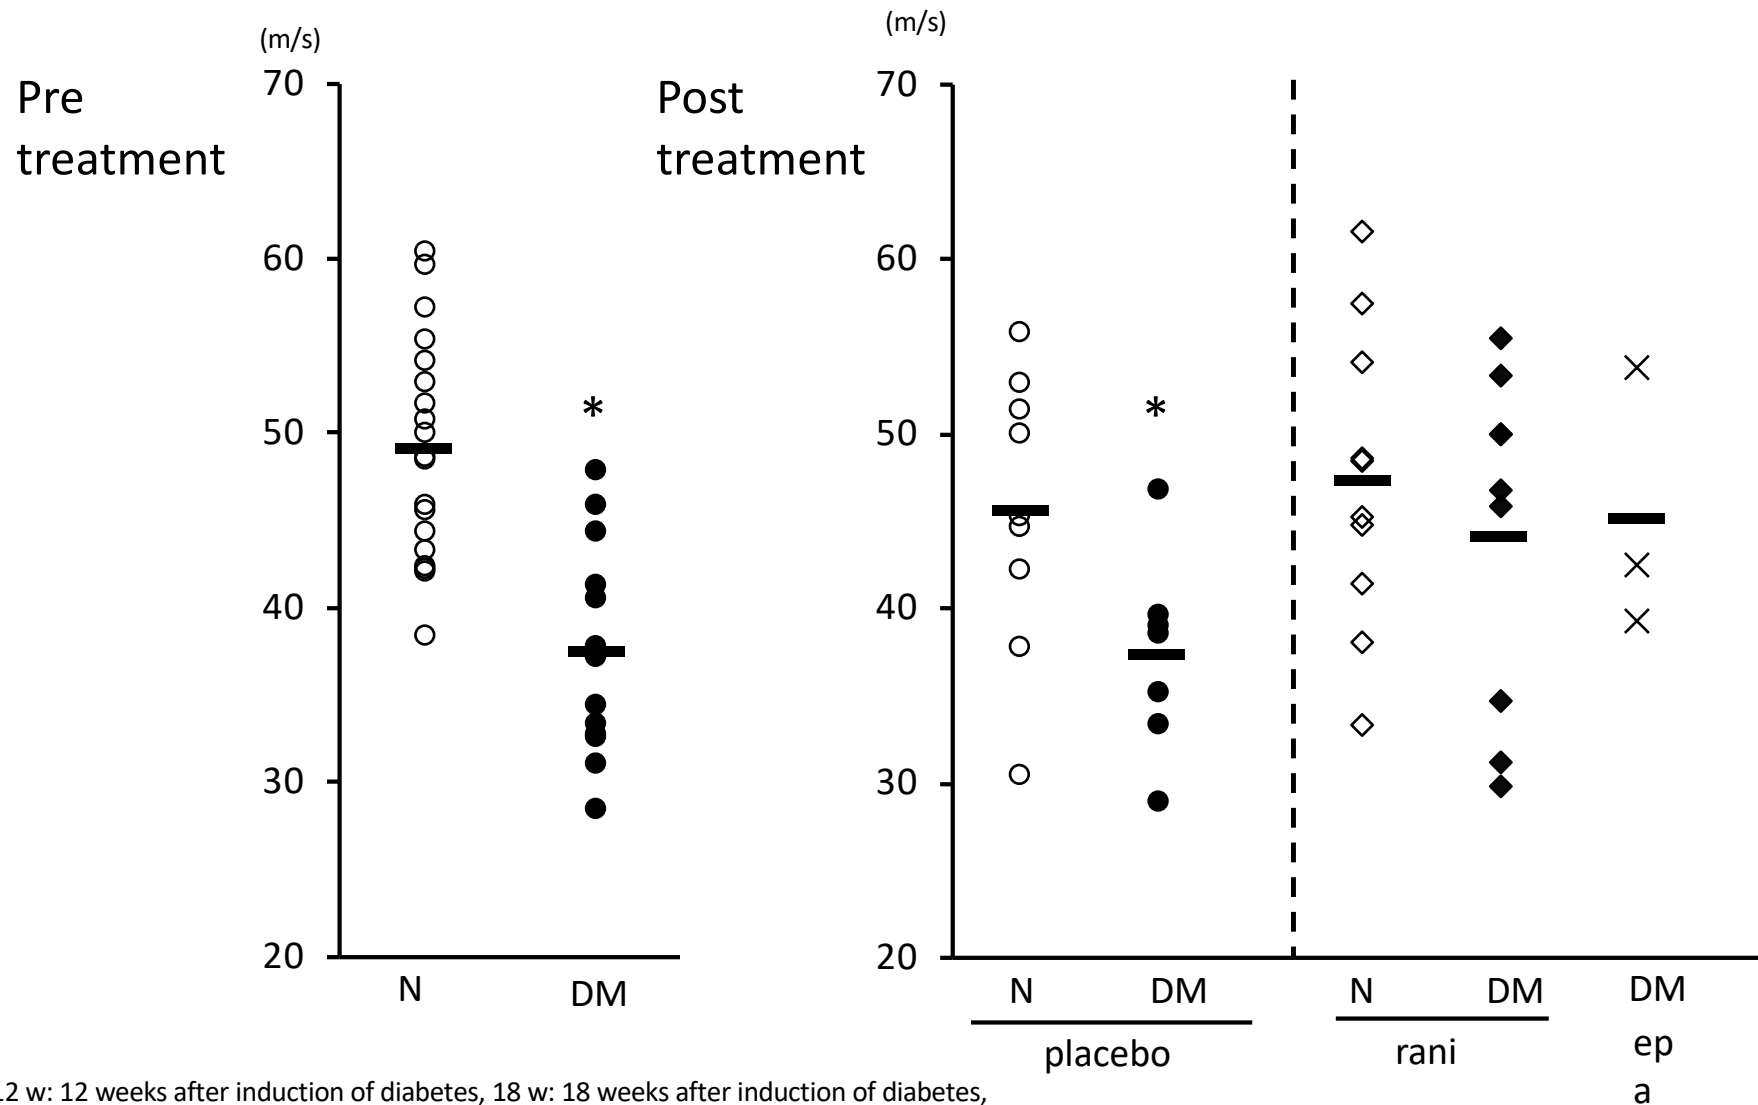 (m/s)
Pre
treatment
70
60
50
40
30
20
*
N
DM
(m/s)
Post
treatment
70
60
50
40
30
20
*
N
DM
N
DM
DM
placebo
rani
ep
a
12 w: 12 weeks after induction of diabetes, 18 w: 18 weeks after induction of diabetes,